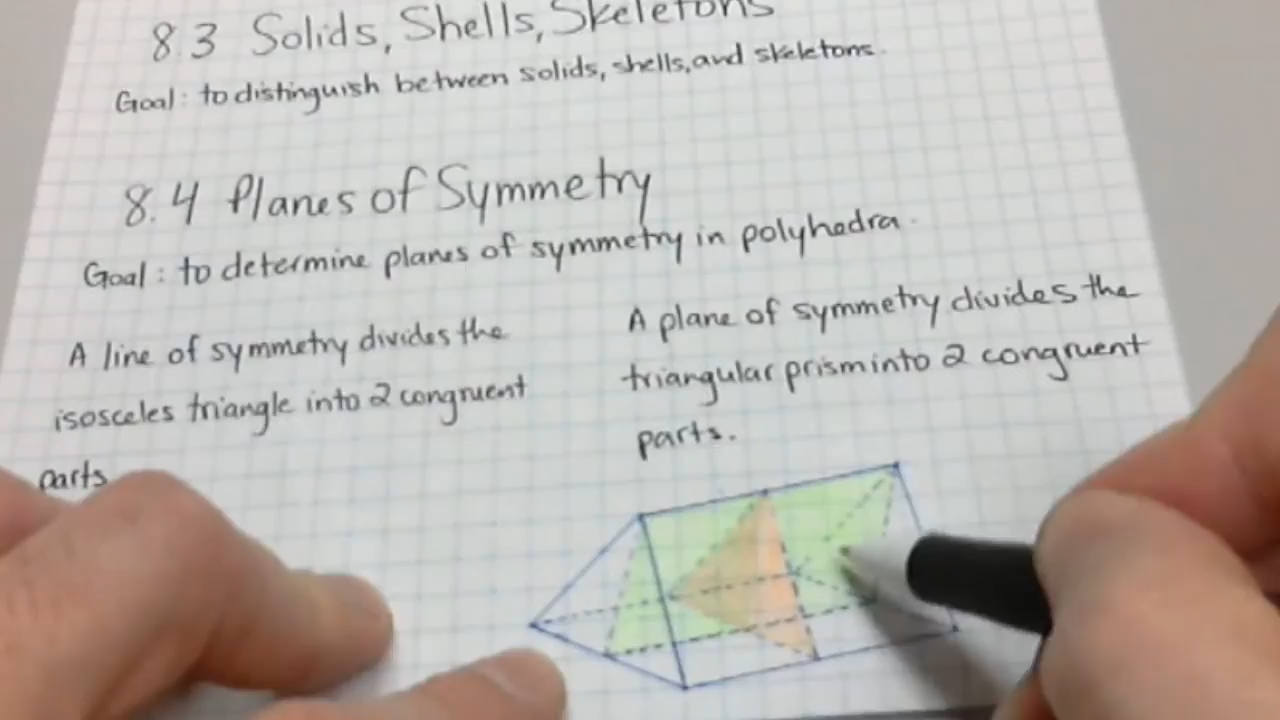 8.3 Solids, Shells, Skeletons
Goal: to distinguish between solids, shells, and skeletons.
8.4 Planes of Symmetry
Goal: to determine planes of symmetry in polyhedra.
A line of symmetry divides the
isosceles triangle into 2 congruent
parts
A plane of symmetry divides the
triangular prism into 2 congruent
parts.